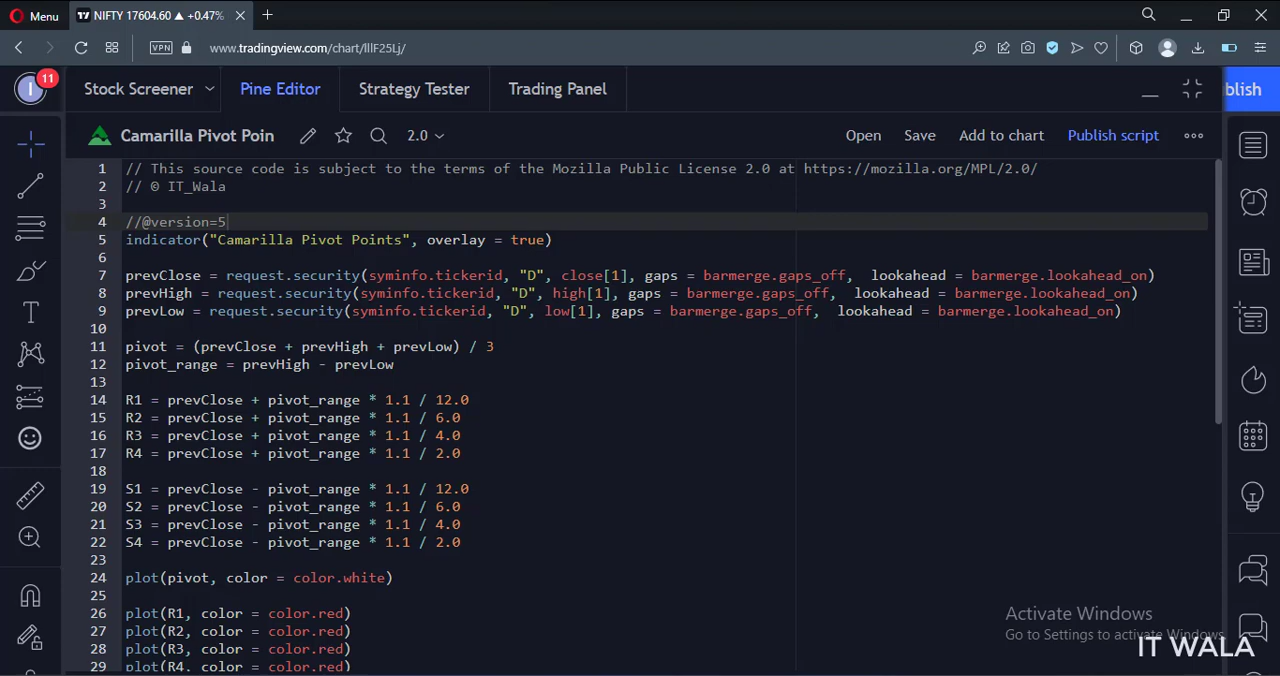 Menu
NIFTY 17604.60 ▲ +0.47%
VPN
www.tradingview.com/chart/lllF25Lj/
11
I
Stock Screener
Pine Editor
Strategy Tester
Trading Panel
blish
Camarilla Pivot Poin
2.0
Open
Save
Add to chart
Publish script
1 // This source code is subject to the terms of the Mozilla Public License 2.0 at https://mozilla.org/MPL/2.0/
2 // © IT_Wala
3
4 //@version=5
5 indicator("Camarilla Pivot Points", overlay = true)
6
7 prevClose = request.security(syminfo.tickerid, "D", close[1], gaps = barmerge.gaps_off,  lookahead = barmerge.lookahead_on)
8 prevHigh = request.security(syminfo.tickerid, "D", high[1], gaps = barmerge.gaps_off,  lookahead = barmerge.lookahead_on)
9 prevLow = request.security(syminfo.tickerid, "D", low[1], gaps = barmerge.gaps_off,  lookahead = barmerge.lookahead_on)
10
11 pivot = (prevClose + prevHigh + prevLow) / 3
12 pivot_range = prevHigh - prevLow
13
14 R1 = prevClose + pivot_range * 1.1 / 12.0
15 R2 = prevClose + pivot_range * 1.1 / 6.0
16 R3 = prevClose + pivot_range * 1.1 / 4.0
17 R4 = prevClose + pivot_range * 1.1 / 2.0
18
19 S1 = prevClose - pivot_range * 1.1 / 12.0
20 S2 = prevClose - pivot_range * 1.1 / 6.0
21 S3 = prevClose - pivot_range * 1.1 / 4.0
22 S4 = prevClose - pivot_range * 1.1 / 2.0
23
24 plot(pivot, color = color.white)
25
26 plot(R1, color = color.red)
27 plot(R2, color = color.red)
28 plot(R3, color = color.red)
29 plot(R4, color = color.red)
Activate Windows
Go to Settings to activate Windows.
IT WALA